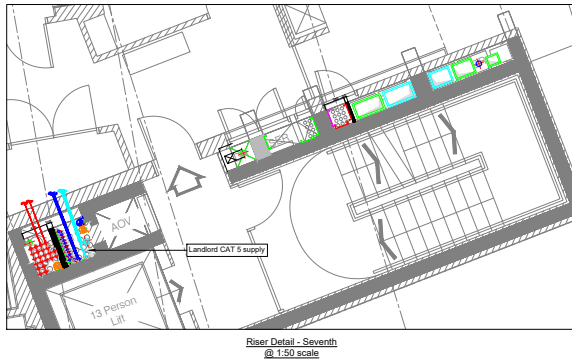 AOV
Landlord CAT 5 supply
13 Person
Lift
Riser Detail - Seventh
@ 1:50 scale